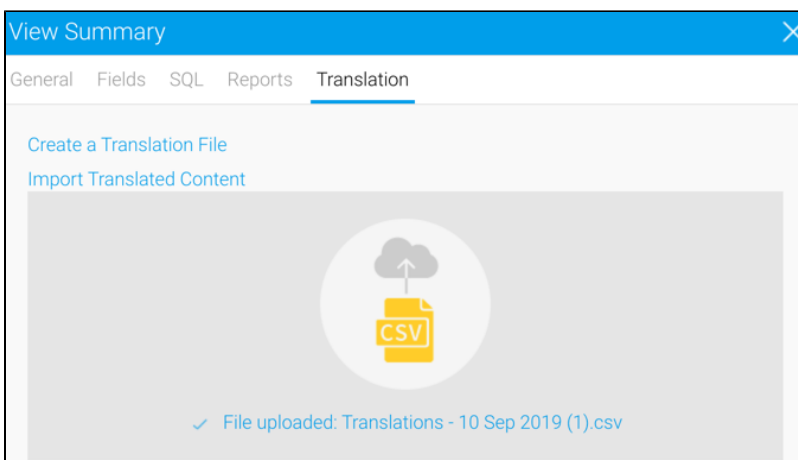 View Summary
General Fields SQL Reports Translation
Create a Translation File
Import Translated Content
CSV
File uploaded: Translations - 10 Sep 2019 (1).csv